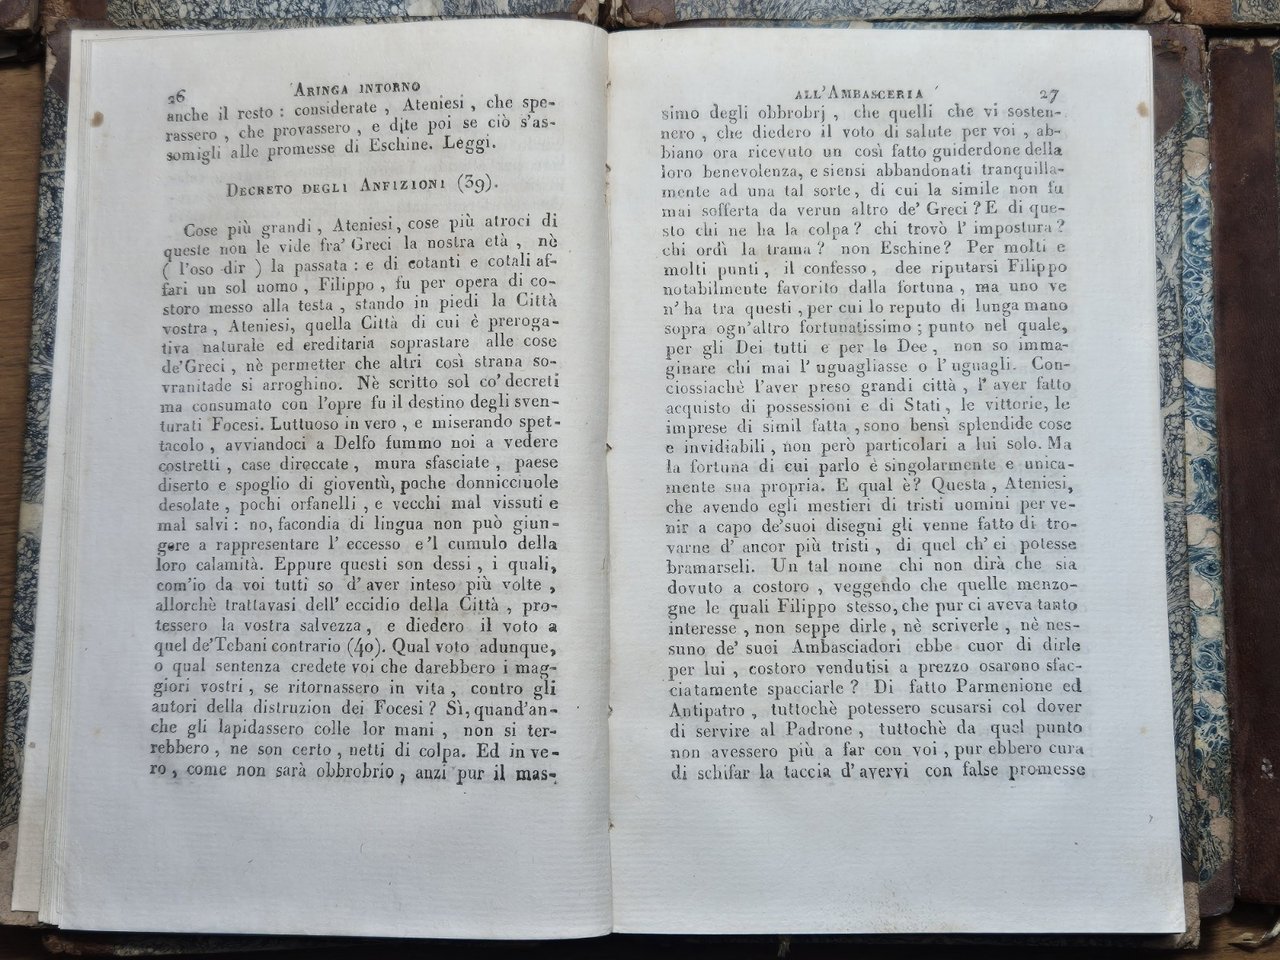 26 ARINGA INTORNO
anche il resto : considerate , Ateniesi , che spe-
rassero , che provassero , e dite poi se ciò s'as-
somigli alle promesse di Eschine. Leggi.
DECRETO DEGLI ANFIZIONI (39).
Cose più grandi , Ateniesi, cose più atroci di
queste non le vide fra' Greci la nostra età , nè
( l'oso dir ) la passata : e di cotanti e cotali af-
fari un sol uomo , Filippo , fu per opera di co-
storo messo alla testa , stando in piedi la Città
vostra , Ateniesi, quella Città di cui è preroga-
tiva naturale ed ereditaria soprastare alle cose
de'Greci , nè permetter che altri così strana so-
vranitade si arroghino. Nè scritto sol co' decreti
ma consumato con l'opre fu il destino degli sven-
turati Focesi. Luttuoso in vero , e miserando spet-
tacolo , avviandoci a Delfo fummo noi a vedere
costretti , case direccate , mura sfasciate , paese
diserto e spoglio di gioventù, poche donnicciuole
desolate , pochi orfanelli , e vecchi mal vissuti e
mal salvi : no, facondia di lingua non può giun-
gere a rappresentare l' eccesso e'l cumulo della
loro calamità. Eppure questi son dessi , i quali,
com'io da voi tutti so d' aver inteso più volte ,
allorchè trattavasi dell' eccidio della Città , pro-
tessero la vostra salvezza , e diedero il voto a
quel de'Tebani contrario (40). Qual voto adunque,
o qual sentenza credete voi che darebbero i mag-
giori vostri , se ritornassero in vita , contro gli
autori della distruzion dei Focesi ? Sì, quand'an-
che gli lapidassero colle lor mani , non si ter-
rebbero , ne son certo , netti di colpa. Ed in ve-
ro , come non sarà obbrobrio , anzi pur il mas-
ALL'AMBASCERIA 27
simo degli obbrobrj , che quelli che vi sosten-
nero , che diedero il voto di salute per voi , ab-
biano ora ricevuto un così fatto guiderdone della
loro benevolenza, e siensi abbandonati tranquilla-
mente ad una tal sorte , di cui la simile non fu
mai sofferta da verun altro de' Greci ? E di que-
sto chi ne ha la colpa ? chi trovò l' impostura ?
chi ordì la trama ? non Eschine ? Per molti e
molti punti , il confesso , dee riputarsi Filippo
notabilmente favorito dalla fortuna , ma uno ve
n' ha tra questi , per cui lo reputo di lunga mano
sopra ogn'altro fortunatissimo ; punto nel quale,
per gli Dei tutti e per le Dee , non so imma-
ginare chi mai l' uguagliasse o l' uguagli. Con-
ciossiachè l'aver preso grandi città , l' aver fatto
acquisto di possessioni e di Stati, le vittorie, le
imprese di simil fatta , sono bensì splendide cose
e invidiabili , non però particolari a lui solo. Ma
la fortuna di cui parlo è singolarmente e unica-
mente sua propria. E qual è? Questa , Ateniesi,
che avendo egli mestieri di tristi uomini per ve-
nir a capo de'suoi disegni gli venne fatto di tro-
varne d' ancor più tristi , di quel ch' ei potesse
bramarseli. Un tal nome chi non dirà che sia
dovuto a costoro , veggendo che quelle menzo-
gne le quali Filippo stesso, che pur ci aveva tanto
interesse , non seppe dirle , nè scriverle , nè nes-
suno de' suoi Ambasciadori ebbe cuor di dirle
per lui , costoro vendutisi a prezzo osarono sfac-
ciatamente spacciarle ? Di fatto Parmenione ed
Antipatro , tuttochè potessero scusarsi col dover
di servire al Padrone , tuttochè da quel punto
non avessero più a far con voi , pur ebbero cura
di schifar la taccia d' avervi con false promesse